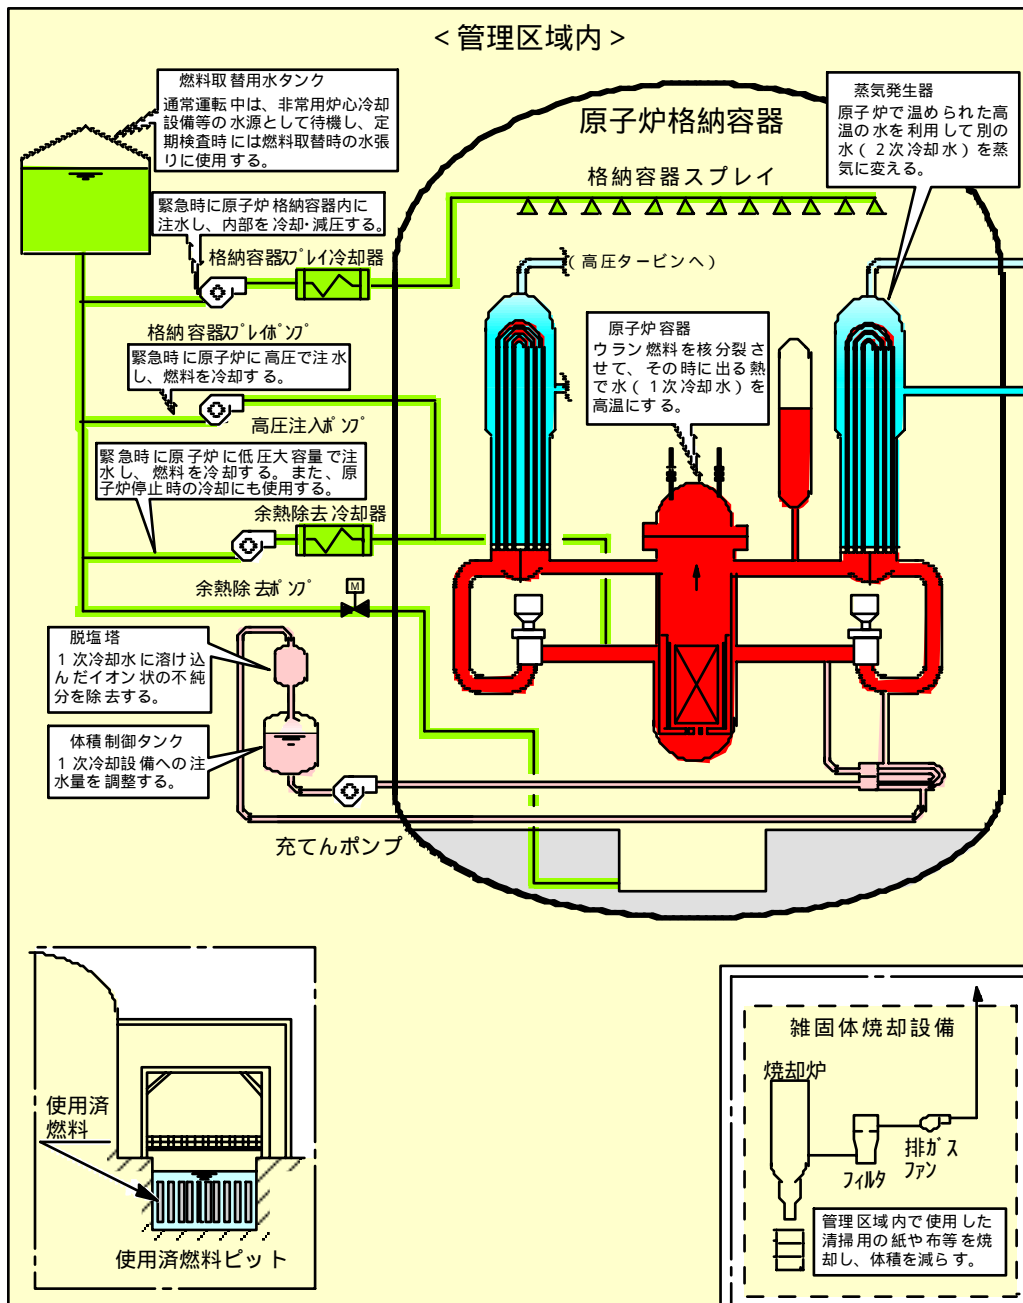 ＜管理区域内＞
燃料取替用水タンク
通常運転中は、非常用炉心冷却
設備等の水源として待機し、定
期検査時には燃料取替時の水張
りに使用する。
蒸気発生器
原子炉で温められた高
温の水を利用して別の
水（２次冷却水）を蒸
気に変える。
原子炉格納容器
格納容器スプレイ
緊急時に原子炉格納容器内に
注水し、内部を冷却・減圧する。
格納容器ｽﾌﾟﾚｲ冷却器
（高圧タービンへ）
格納容器ｽﾌﾟﾚｲﾎﾟﾝﾌﾟ
原子炉容器
ウラン燃料を核分裂さ
せて、その時に出る熱
で水（１次冷却水）を
高温にする。
緊急時に原子炉に高圧で注水
し、燃料を冷却する。
高圧注入ﾎﾟﾝﾌﾟ
緊急時に原子炉に低圧大容量で注
水し、燃料を冷却する。また、原
子炉停止時の冷却にも使用する。
余熱除去冷却器
余熱除去ﾎﾟﾝﾌﾟ
M
脱塩塔
１次冷却水に溶け込
んだイオン状の不純
分を除去する。
体積制御タンク
１次冷却設備への注
水量を調整する。
充てんポンプ
使用済
燃料
使用済燃料ピット
雑固体焼却設備
焼却炉
フィルタ
排ガス
ファン
管理区域内で使用した
清掃用の紙や布等を焼
却し、体積を減らす。